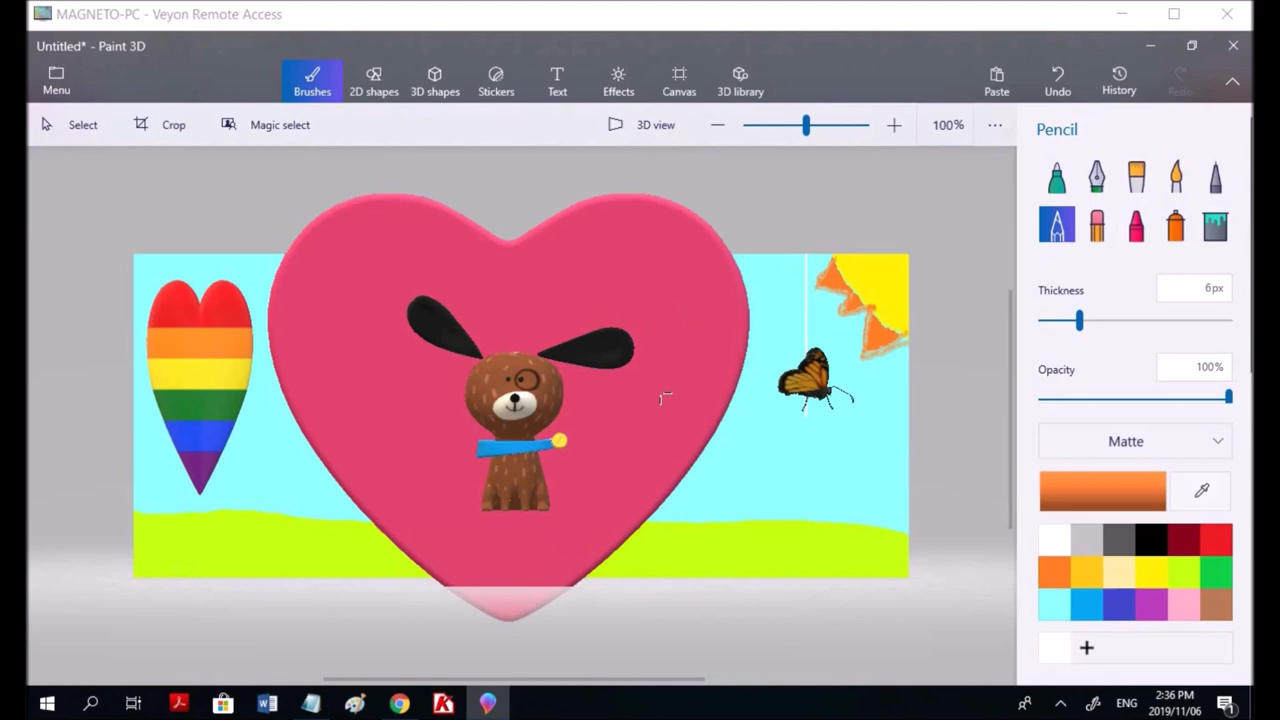 MAGNETO-PC - Veyon Remote Access
Untitled* - Paint 3D
Menu
Brushes
2D shapes
3D shapes
Stickers
Text
Effects
Canvas
3D library
Paste
Undo
History
Redo
Select
Crop
Magic select
3D view
100%
Pencil
Thickness
6px
Opacity
100%
Matte
ENG
2:36 PM
2019/11/06
1